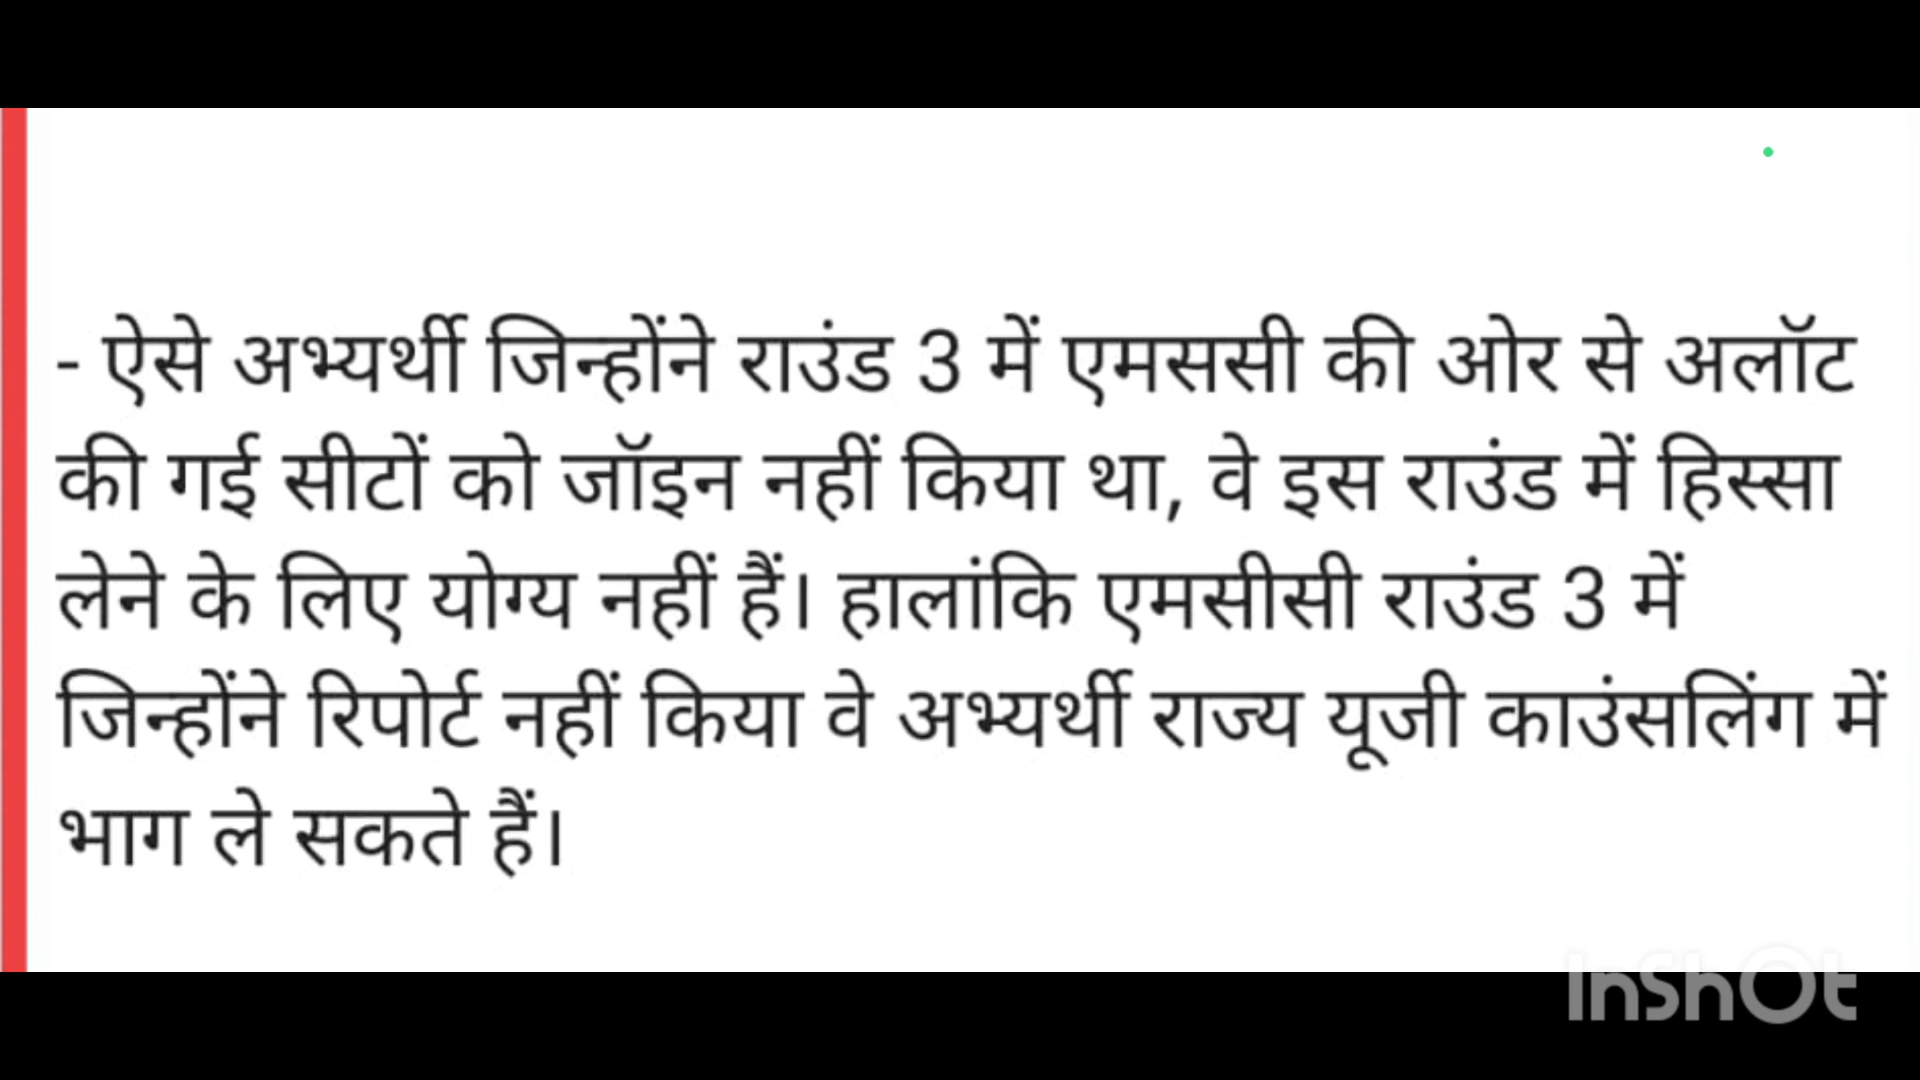 - ऐसे अभ्यर्थी जिन्होंने राउंड 3 में एमससी की ओर से अलॉट
की गई सीटों को जॉइन नहीं किया था, वे इस राउंड में हिस्सा
लेने के लिए योग्य नहीं हैं। हालांकि एमसीसी राउंड 3 में
जिन्होंने रिपोर्ट नहीं किया वे अभ्यर्थी राज्य यूजी काउंसलिंग में
भाग ले सकते हैं।
InShOt